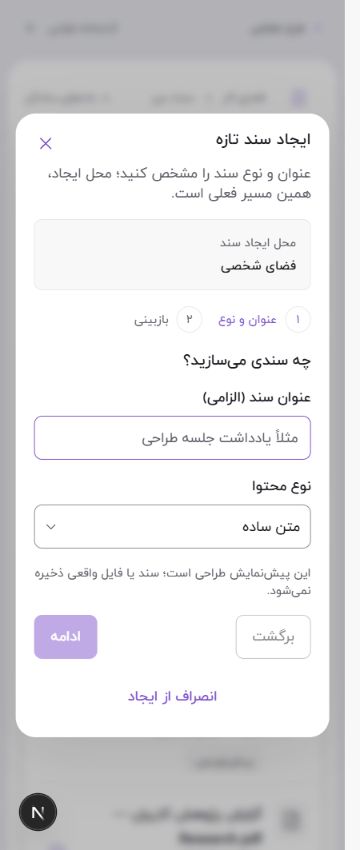 ایجاد سند تازه
عنوان و نوع سند را مشخص کنید؛ محل ایجاد،
همین مسیر فعلی است.
محل ایجاد سند
فضای شخصی
۱ عنوان و نوع ۲ بازبینی
چه سندی می‌سازید؟
عنوان سند (الزامی)
مثلاً یادداشت جلسه طراحی
نوع محتوا
متن ساده
این پیش‌نمایش طراحی است؛ سند یا فایل واقعی ذخیره
نمی‌شود.
برگشت ادامه
انصراف از ایجاد
N